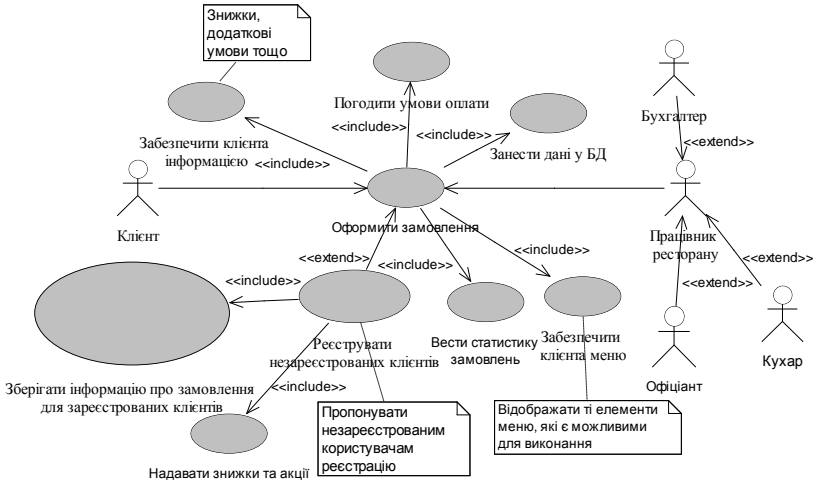 Знижки,
додаткові
умови тощо
Погодити умови оплати
Бухгалтер
<<include>>
<<include>>
<<extend>>
Забезпечити клієнта
інформацією
<<include>>
Занести дані у БД
Клієнт
Оформити замовлення
Працівник
ресторану
<<extend>>
<<include>>
<<include>>
<<extend>>
<<extend>>
<<include>>
Реєструвати
незареєстрованих клієнтів
Вести статистику
замовлень
Забезпечити
клієнта меню
Офіціант
Кухар
Зберігати інформацію про замовлення
для зареєстрованих клієнтів
<<include>>
Пропонувати
незареєстрованим
користувачам
реєстрацію
Відображати ті елементи
меню, які є можливими
для виконання
Надавати знижки та акції